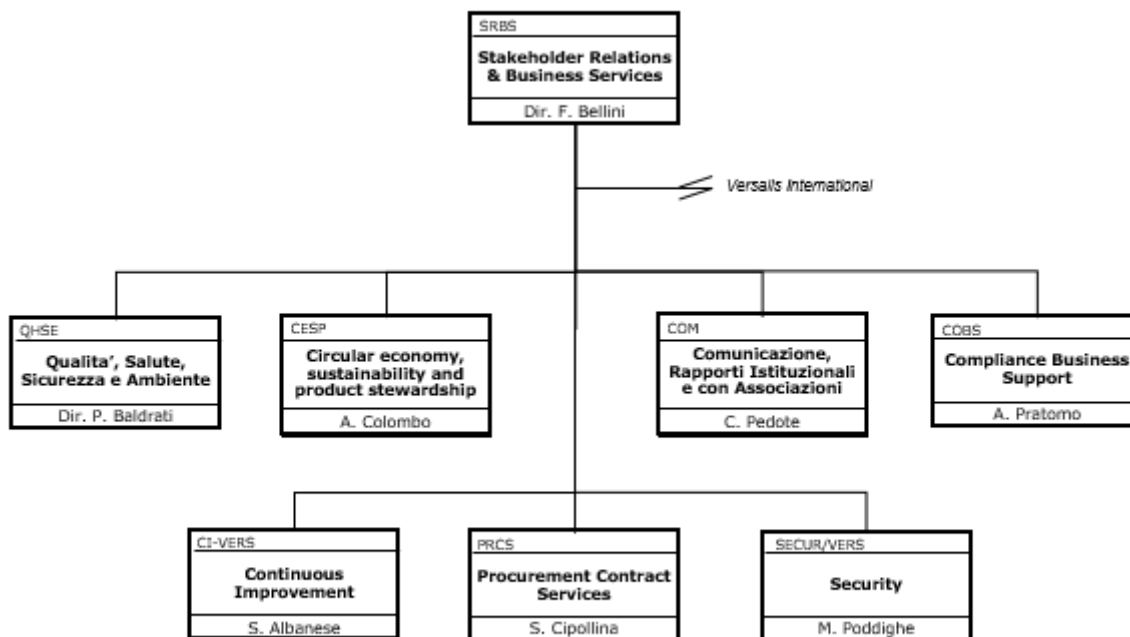 SRBS
Stakeholder Relations
& Business Services
Dir. F. Bellini
Versalis International
QHSE
Qualita', Salute,
Sicurezza e Ambiente
Dir. P. Baldrati
CESP
Circular economy,
sustainability and
product stewardship
A. Colombo
COM
Comunicazione,
Rapporti Istituzionali
e con Associazioni
C. Pedote
COBS
Compliance Business
Support
A. Pratomo
CI-VERS
Continuous
Improvement
S. Albanese
PRCS
Procurement Contract
Services
S. Cipollina
SECUR/VERS
Security
M. Poddighe